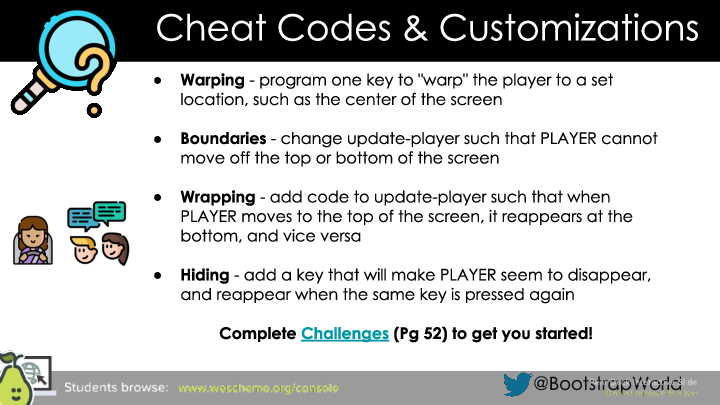 Cheat Codes & Customizations
● Warping - program one key to "warp" the player to a set
location, such as the center of the screen
● Boundaries - change update-player such that PLAYER cannot
move off the top or bottom of the screen
● Wrapping - add code to update-player such that when
PLAYER moves to the top of the screen, it reappears at the
bottom, and vice versa
● Hiding - add a key that will make PLAYER seem to disappear,
and reappear when the same key is pressed again
Complete Challenges (Pg 52) to get you started!
Students browse: www.wescheme.org/console
@BootstrapWorld